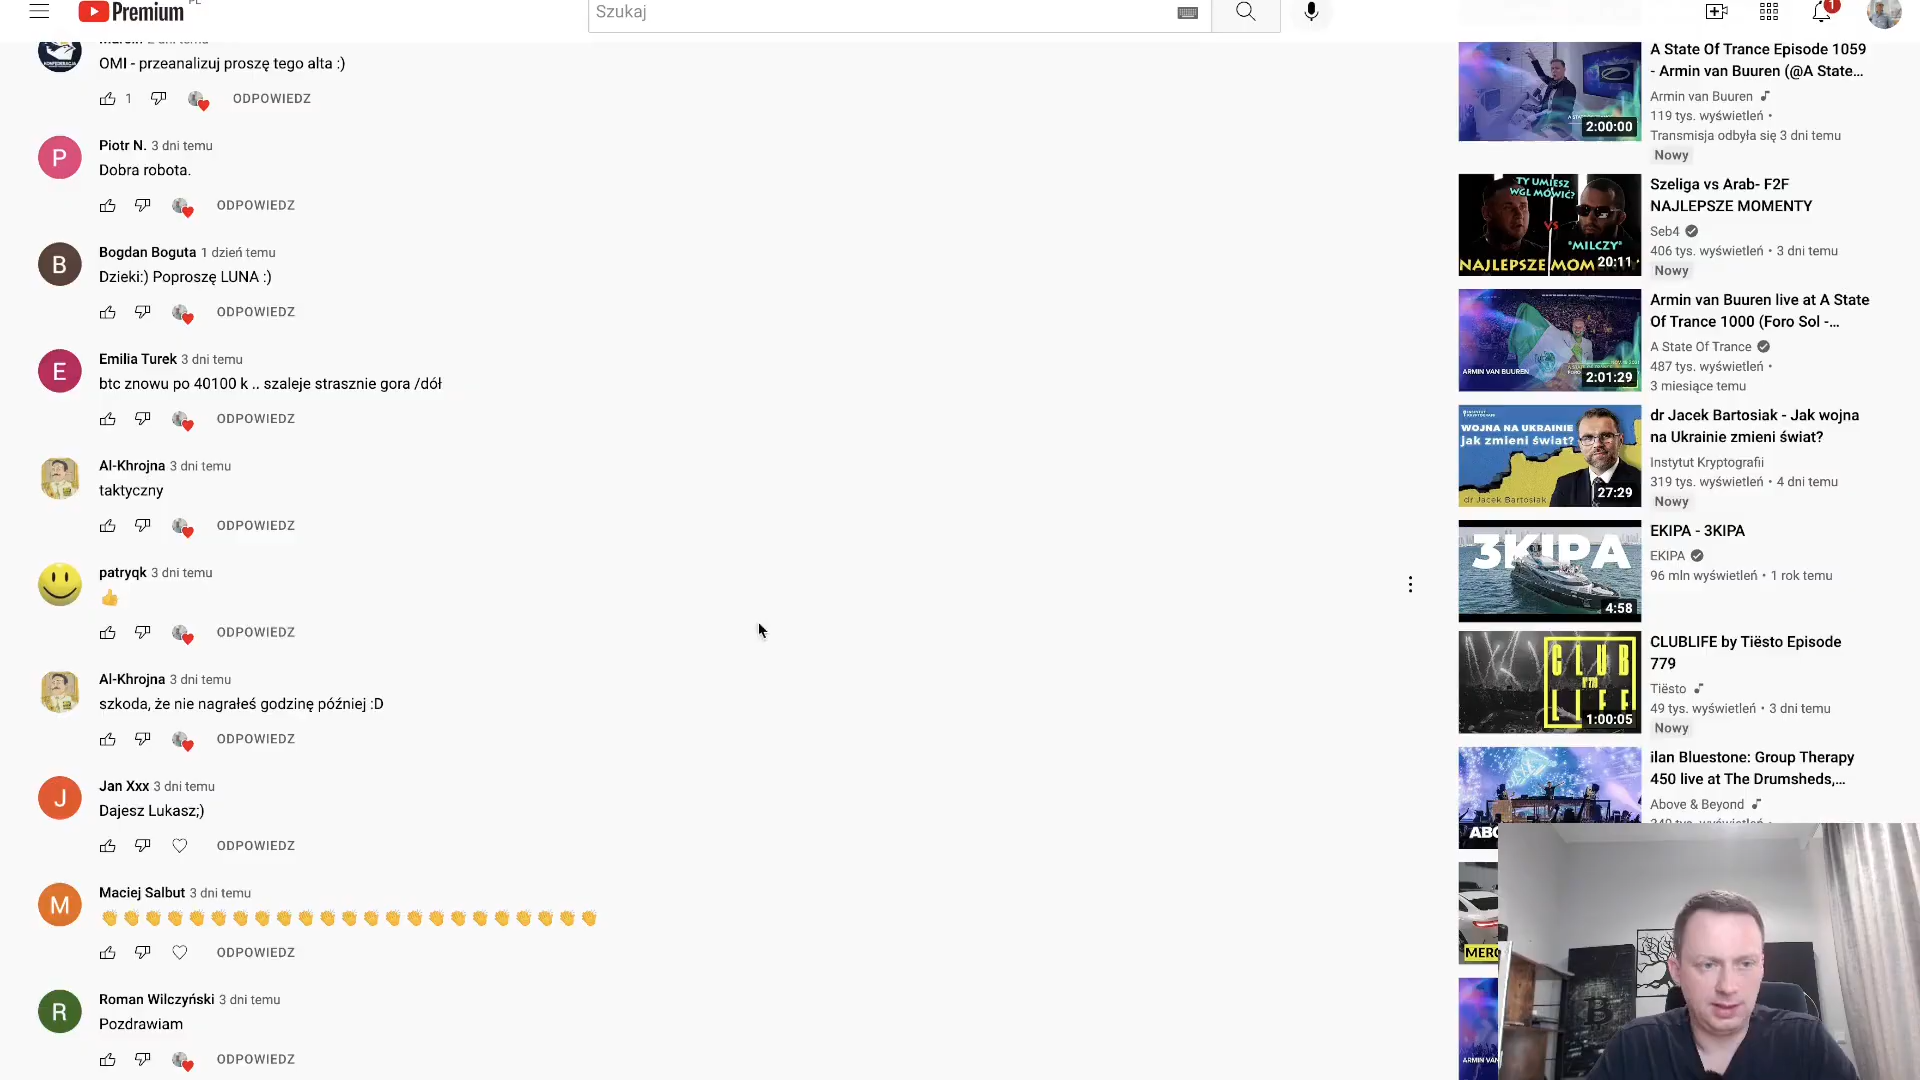 Premium
PL
Szukaj
1
KONFEDERACJA
OMI - przeanalizuj proszę tego alta :)
1
ODPOWIEDZ
P
Piotr N. 3 dni temu
Dobra robota.
ODPOWIEDZ
B
Bogdan Boguta 1 dzień temu
Dzieki:) Poproszę LUNA :)
ODPOWIEDZ
E
Emilia Turek 3 dni temu
btc znowu po 40100 k .. szaleje strasznie gora /dół
ODPOWIEDZ
Al-Khrojna 3 dni temu
taktyczny
ODPOWIEDZ
patryqk 3 dni temu
👍
ODPOWIEDZ
Al-Khrojna 3 dni temu
szkoda, że nie nagrałeś godzinę później :D
ODPOWIEDZ
J
Jan Xxx 3 dni temu
Dajesz Lukasz;)
ODPOWIEDZ
M
Maciej Salbut 3 dni temu
👏👏👏👏👏👏👏👏👏👏👏👏👏👏👏👏👏👏👏👏👏👏👏
ODPOWIEDZ
R
Roman Wilczyński 3 dni temu
Pozdrawiam
ODPOWIEDZ
2:00:00
A State Of Trance Episode 1059
- Armin van Buuren (@A State...
Armin van Buuren
119 tys. wyświetleń •
Transmisja odbyła się 3 dni temu
Nowy
TY UMIESZ
WGL MÓWIĆ?
VS
"MILCZY"
NAJLEPSZE MOM
20:11
Szeliga vs Arab- F2F
NAJLEPSZE MOMENTY
Seb4
406 tys. wyświetleń • 3 dni temu
Nowy
ARMIN VAN BUUREN
2:01:29
Armin van Buuren live at A State
Of Trance 1000 (Foro Sol -...
A State Of Trance
487 tys. wyświetleń •
3 miesiące temu
WOJNA NA UKRAINIE
jak zmieni świat?
dr Jacek Bartosiak
27:29
dr Jacek Bartosiak - Jak wojna
na Ukrainie zmieni świat?
Instytut Kryptografii
319 tys. wyświetleń • 4 dni temu
Nowy
3KIPA
4:58
EKIPA - 3KIPA
EKIPA
96 mln wyświetleń • 1 rok temu
CLUB
LIFE
1:00:05
CLUBLIFE by Tiësto Episode
779
Tiësto
49 tys. wyświetleń • 3 dni temu
Nowy
ABO
ilan Bluestone: Group Therapy
450 live at The Drumsheds,...
Above & Beyond
MERC
ARMIN VAN